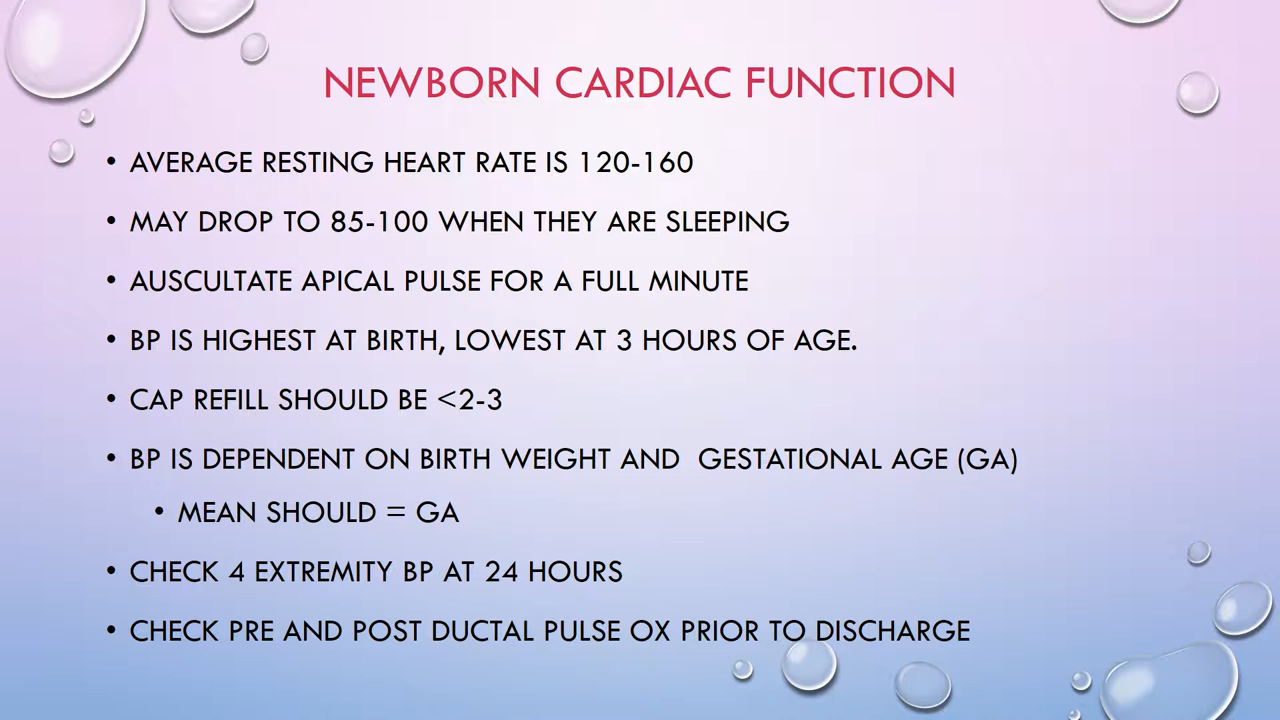 NEWBORN CARDIAC FUNCTION
• AVERAGE RESTING HEART RATE IS 120-160
• MAY DROP TO 85-100 WHEN THEY ARE SLEEPING
• AUSCULTATE APICAL PULSE FOR A FULL MINUTE
• BP IS HIGHEST AT BIRTH, LOWEST AT 3 HOURS OF AGE.
• CAP REFILL SHOULD BE <2-3
• BP IS DEPENDENT ON BIRTH WEIGHT AND  GESTATIONAL AGE (GA)
• MEAN SHOULD = GA
• CHECK 4 EXTREMITY BP AT 24 HOURS
• CHECK PRE AND POST DUCTAL PULSE OX PRIOR TO DISCHARGE